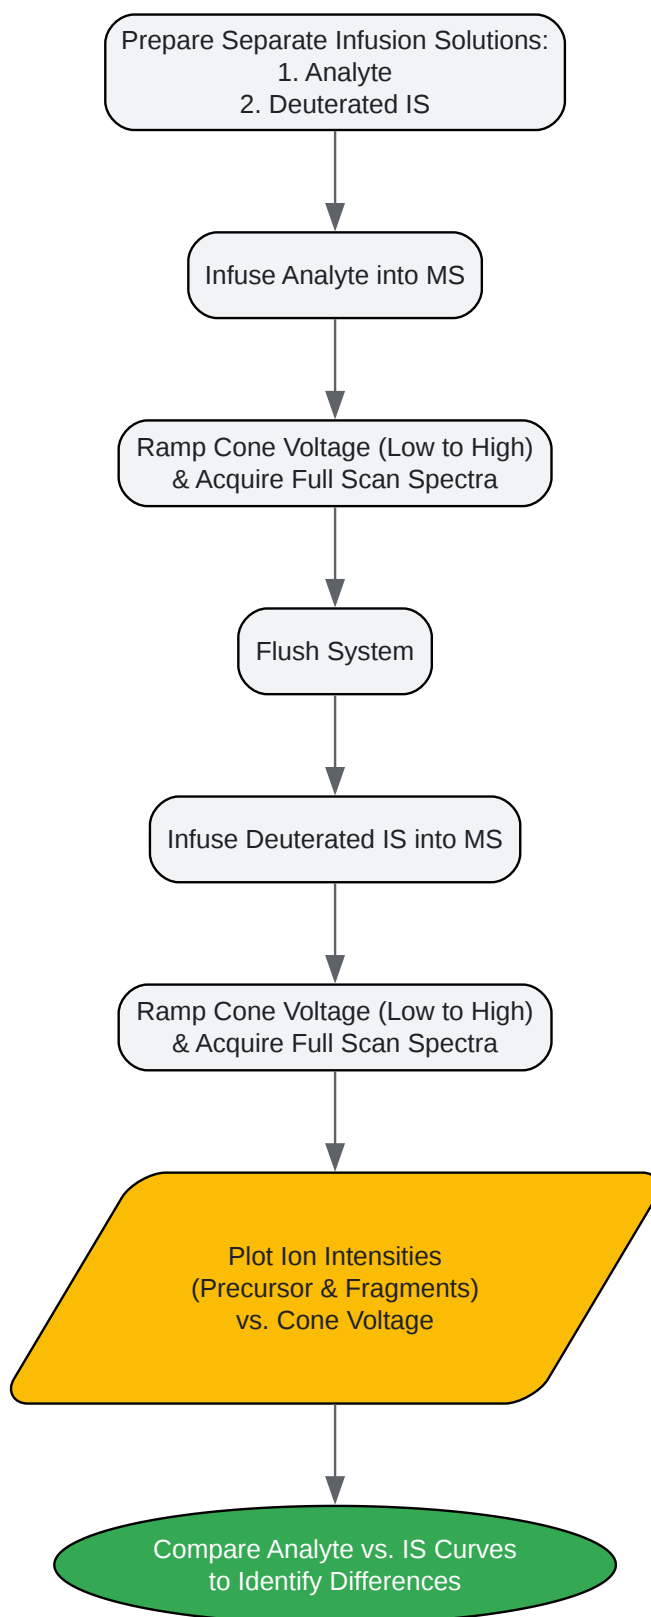 Prepare Separate Infusion Solutions:
1. Analyte
2. Deuterated IS
Infuse Analyte into MS
Ramp Cone Voltage (Low to High)
& Acquire Full Scan Spectra
Flush System
Infuse Deuterated IS into MS
Ramp Cone Voltage (Low to High)
& Acquire Full Scan Spectra
Plot Ion Intensities
(Precursor & Fragments)
vs. Cone Voltage
Compare Analyte vs. IS Curves
to Identify Differences